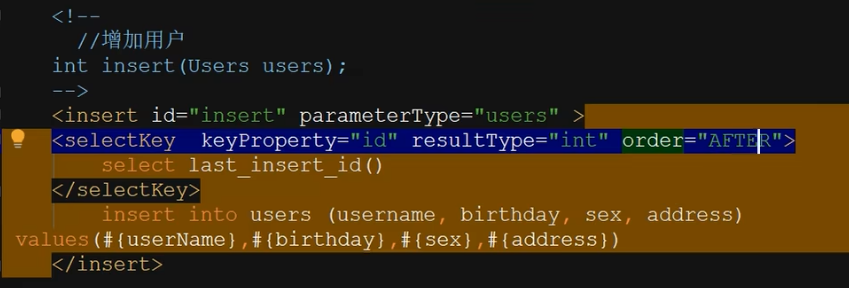 <!--
//增加用户
int insert(Users users);
-->
<insert id="insert" parameterType="users" >
<selectKey  keyProperty="id" resultType="int" order="AFTER">
select last_insert_id()
</selectKey>
insert into users (username, birthday, sex, address)
values(#{userName},#{birthday},#{sex},#{address})
</insert>